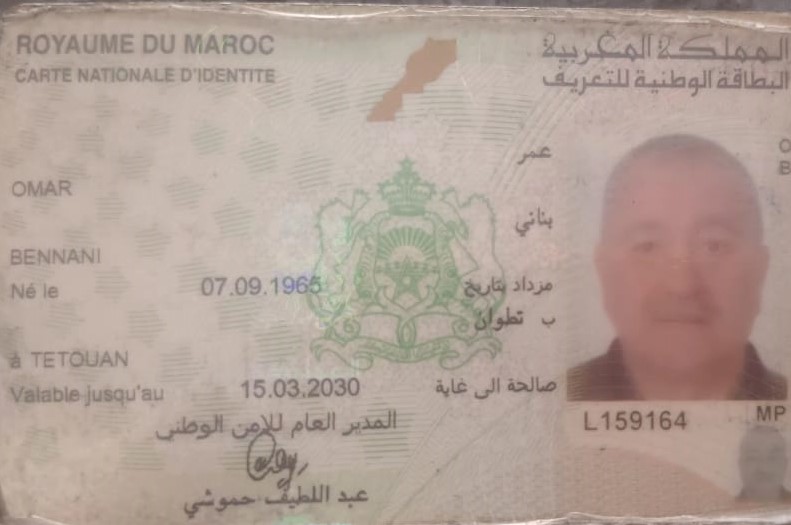 ROYAUME DU MAROC
المملكة المغربية
CARTE NATIONALE D'IDENTITE
البطاقة الوطنية للتعريف
عمر
OMAR
بناني
BENNANI
Né le 07.09.1965 مزداد بتاريخ
ب تطوان
à TETOUAN
Valable jusqu'au 15.03.2030 صالحة الى غاية
L159164
MP
المدير العام للامن الوطني
عبد اللطيف حموشي